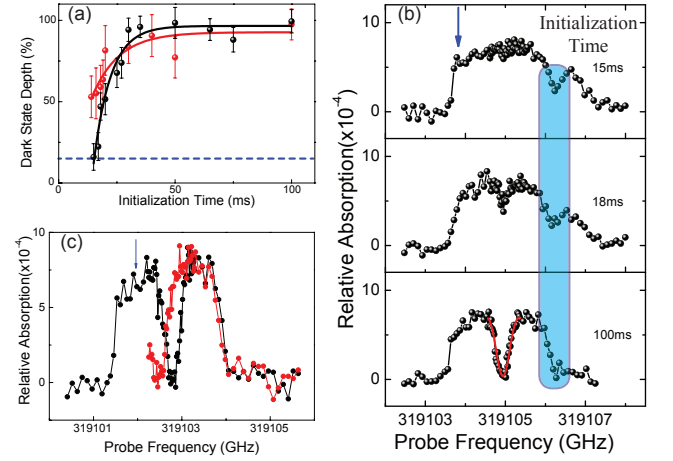 (a)
Dark State Depth (%)
100
50
0
0
50
100
Initialization Time (ms)
(b)
Initialization
Time
15ms
18ms
100ms
10
0
10
0
10
0
Relative Absorption(x10⁻⁴)
319103
319105
319107
Probe Frequency (GHz)
(c)
Relative Absorption(x10⁻⁴)
10
5
0
319101
319103
319105
Probe Frequency (GHz)